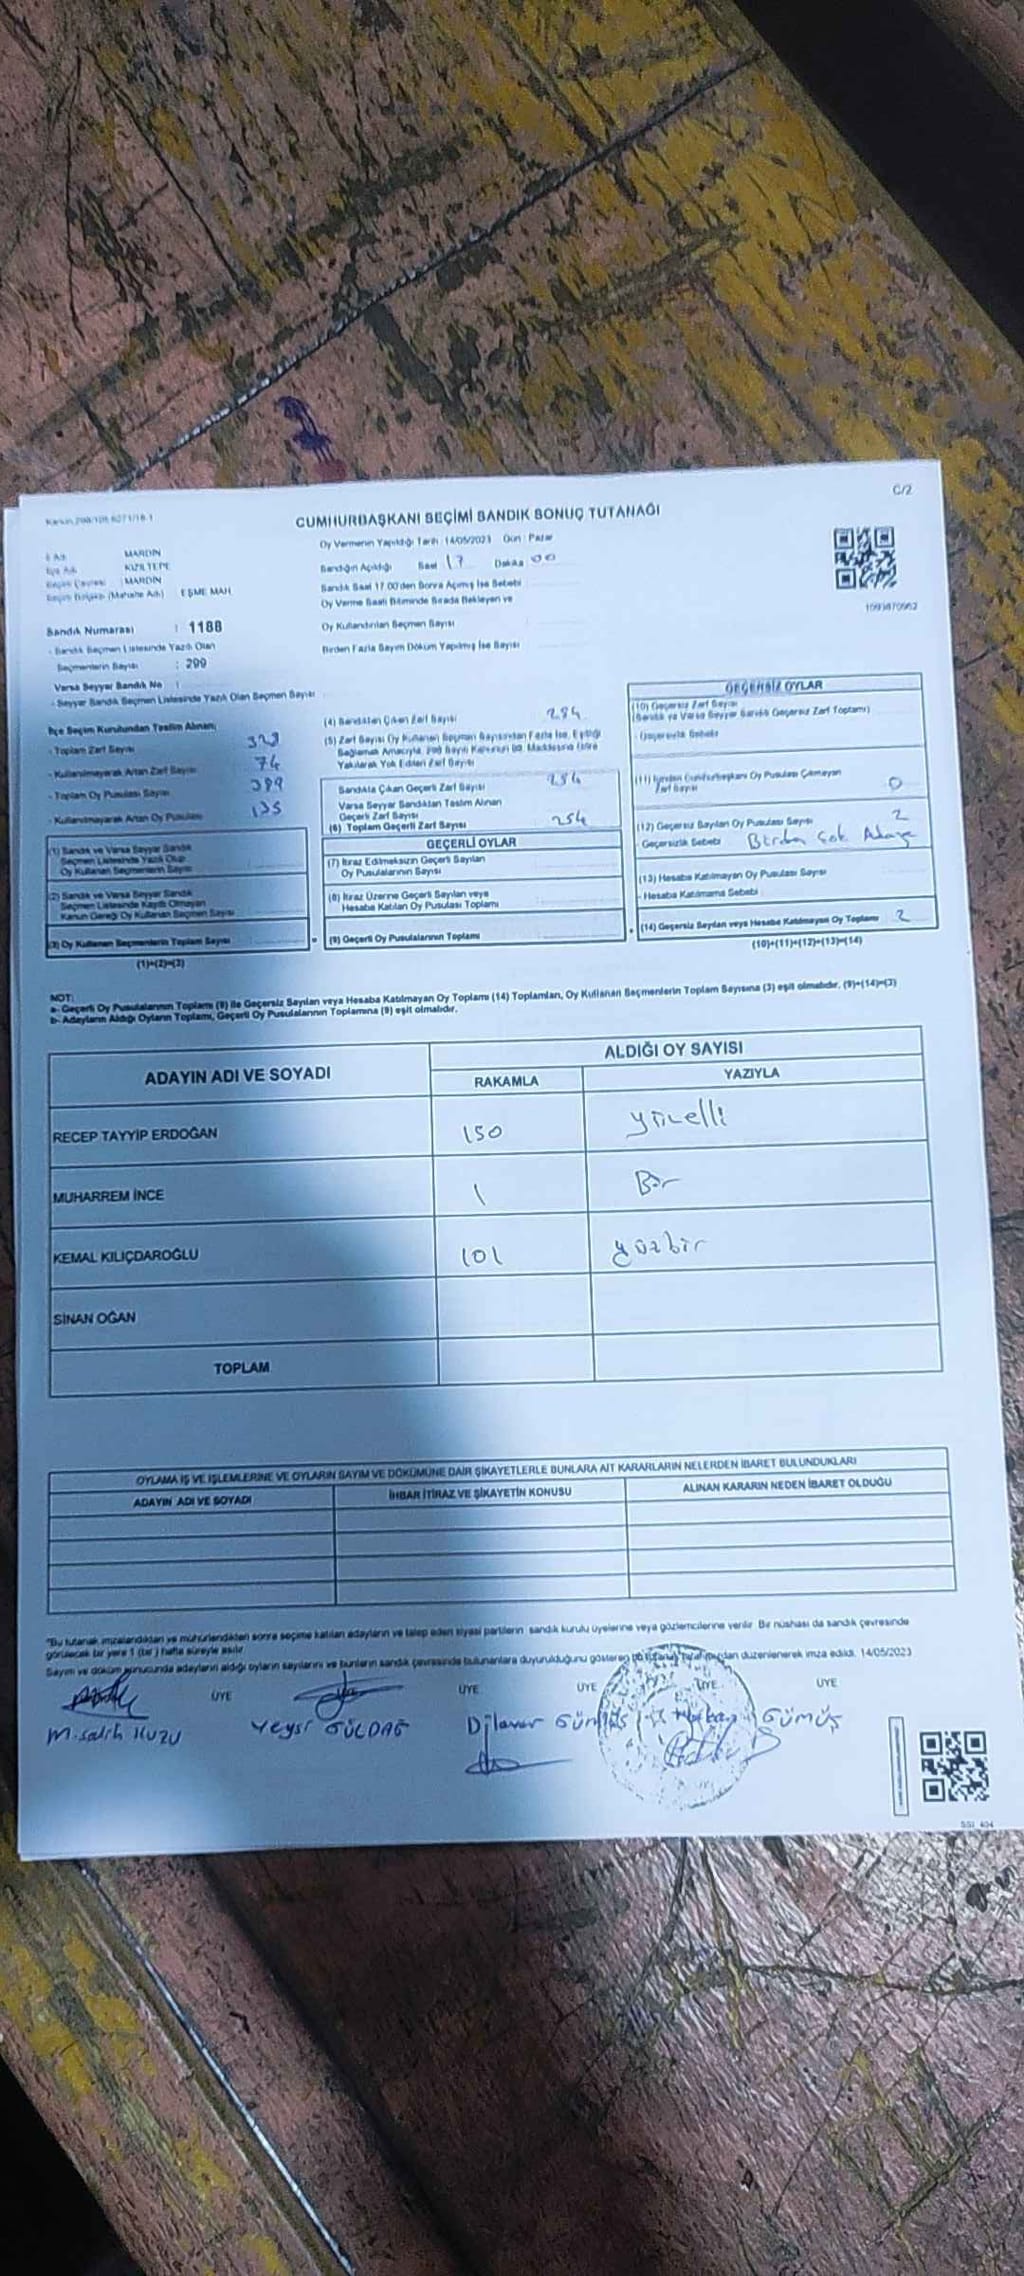 C/2
CUMHURBAŞKANI SEÇİMİ SANDIK SONUÇ TUTANAĞI
Oy Vermenin Yapıldığı Tarih : 14/05/2023 Gün : Pazar
İl Adı MARDİN
İlçe Adı KIZILTEPE
Seçim Çevresi : MARDİN
Seçim Bölgesi (Mahalle Adı) EŞME MAH.
Sandığın Açıldığı Saat 17 Dakika 00
Sandık Saat 17.00'den Sonra Açılmış İse Sebebi
Oy Verme Saati Bitiminde Sırada Bekleyen ve
Oy Kullandırılan Seçmen Sayısı
Birden Fazla Sayım Döküm Yapılmış İse Sayısı
Sandık Numarası : 1188
- Sandık Seçmen Listesinde Yazılı Olan
Seçmenlerin Sayısı : 299
Varsa Seyyar Sandık No :
- Seyyar Sandık Seçmen Listesinde Yazılı Olan Seçmen Sayısı
İlçe Seçim Kurulundan Teslim Alınan;
- Toplam Zarf Sayısı
- Kullanılmayarak Artan Zarf Sayısı 74
- Toplam Oy Pusulası Sayısı
- Kullanılmayarak Artan Oy Pusulası 135
(1) Sandık ve Varsa Seyyar Sandık
Seçmen Listesinde Yazılı Olup
Oy Kullanan Seçmenlerin Sayısı
(2) Sandık ve Varsa Seyyar Sandık
Seçmen Listesinde Kayıtlı Olmayan
Kanun Gereği Oy Kullanan Seçmen Sayısı
(3) Oy Kullanan Seçmenlerin Toplam Sayısı
(1)+(2)=(3)
(4) Sandıktan Çıkan Zarf Sayısı 254
(5) Zarf Sayısı Oy Kullanan Seçmen Sayısından Fazla İse, Eşitliği
Sağlamak Amacıyla, 298 Sayılı Kanunun 98. Maddesine Göre
Yakılarak Yok Edilen Zarf Sayısı
Sandıkta Çıkan Geçerli Zarf Sayısı 254
Varsa Seyyar Sandıktan Teslim Alınan
Geçerli Zarf Sayısı
(6) Toplam Geçerli Zarf Sayısı 254
GEÇERLİ OYLAR
(7) İtiraz Edilmeksizin Geçerli Sayılan
Oy Pusulalarının Sayısı
(8) İtiraz Üzerine Geçerli Sayılan veya
Hesaba Katılan Oy Pusulası Toplamı
(9) Geçerli Oy Pusulalarının Toplamı
GEÇERSİZ OYLAR
(10) Geçersiz Zarf Sayısı
(Sandık ve Varsa Seyyar Sandık Geçersiz Zarf Toplamı)
- Geçersizlik Sebebi
(11) İçinden Cumhurbaşkanı Oy Pusulası Çıkmayan
Zarf Sayısı 0
(12) Geçersiz Sayılan Oy Pusulası Sayısı 2
- Geçersizlik Sebebi Birden Çok Adaya
(13) Hesaba Katılmayan Oy Pusulası Sayısı
- Hesaba Katılmama Sebebi
(14) Geçersiz Sayılan veya Hesaba Katılmayan Oy Toplamı 2
(10)+(11)+(12)+(13)=(14)
NOT:
a- Geçerli Oy Pusulalarının Toplamı (9) ile Geçersiz Sayılan veya Hesaba Katılmayan Oy Toplamı (14) Toplamları, Oy Kullanan Seçmenlerin Toplam Sayısına (3) eşit olmalıdır. (9)+(14)=(3)
b- Adayların Aldığı Oyların Toplamı, Geçerli Oy Pusulalarının Toplamına (9) eşit olmalıdır.
ADAYIN ADI VE SOYADI
ALDIĞI OY SAYISI
RAKAMLA YAZIYLA
RECEP TAYYİP ERDOĞAN 150 yüzelli
MUHARREM İNCE 1 Bir
KEMAL KILIÇDAROĞLU 101 yüzbir
SİNAN OĞAN
TOPLAM
OYLAMA İŞ VE İŞLEMLERİNE VE OYLARIN SAYIM VE DÖKÜMÜNE DAİR ŞİKAYETLERLE BUNLARA AİT KARARLARIN NELERDEN İBARET BULUNDUKLARI
ADAYIN ADI VE SOYADI İHBAR İTİRAZ VE ŞİKAYETİN KONUSU ALINAN KARARIN NEDEN İBARET OLDUĞU
"Bu tutanak imzalandıktan ve mühürlendikten sonra seçime katılan adayların ve talep eden siyasi partilerin sandık kurulu üyelerine veya gözlemcilerine verilir. Bir nüshası da sandık çevresinde
görülecek bir yere 1 (bir) hafta süreyle asılır.
Sayım ve döküm sonucunda adayların aldığı oyların sayılarını ve bunların sandık çevresinde bulunanlara duyurulduğunu gösteren bu tutanak tarafımızdan düzenlenerek imza edildi. 14/05/2023
ÜYE ÜYE ÜYE ÜYE ÜYE
M.Salih KUZU Veysi GÜLDAĞ Dilaver GÜMÜŞ GÜMÜŞ